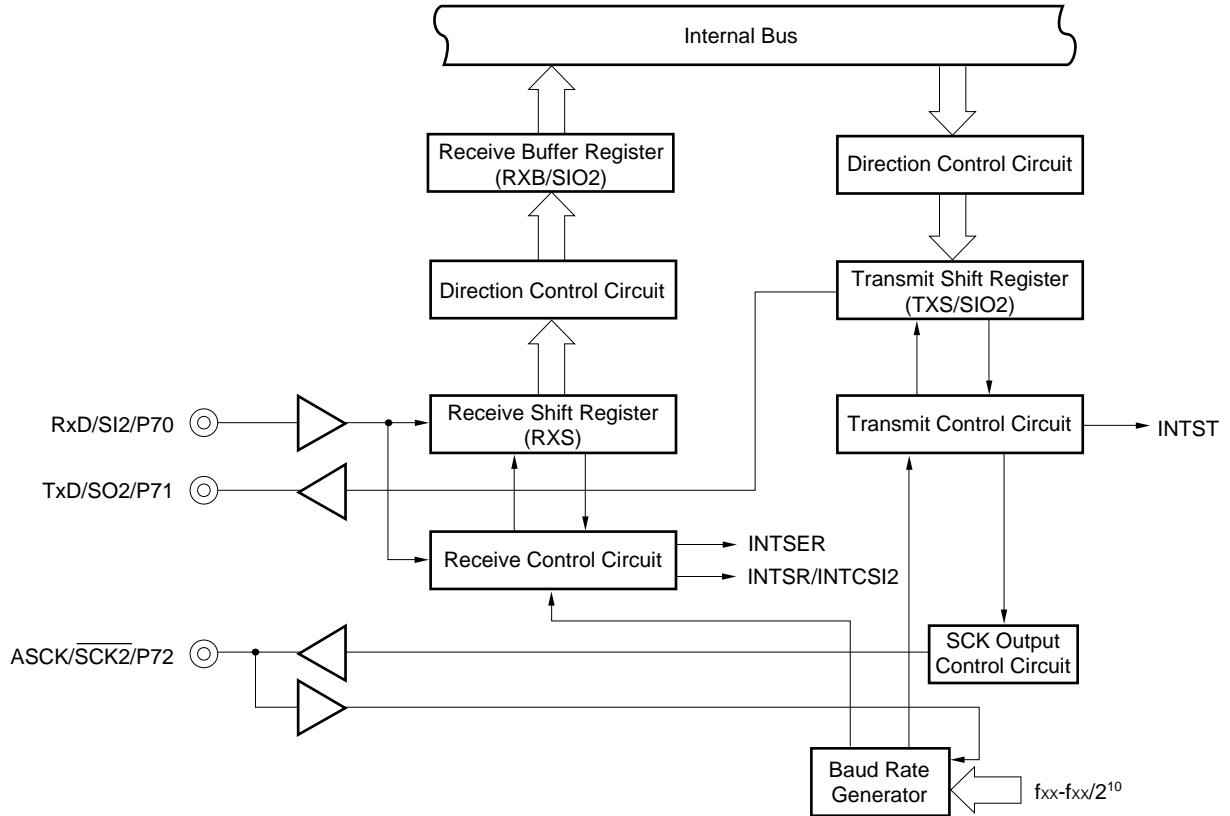 Internal Bus
Receive Buffer Register
(RXB/SIO2)
Direction Control Circuit
Direction Control Circuit
Transmit Shift Register
(TXS/SIO2)
RxD/SI2/P70
Receive Shift Register
(RXS)
Transmit Control Circuit
INTST
TxD/SO2/P71
Receive Control Circuit
INTSER
INTSR/INTCSI2
ASCK/S̅C̅K̅2̅/P72
SCK Output
Control Circuit
Baud Rate
Generator
fxx-fxx/2¹⁰